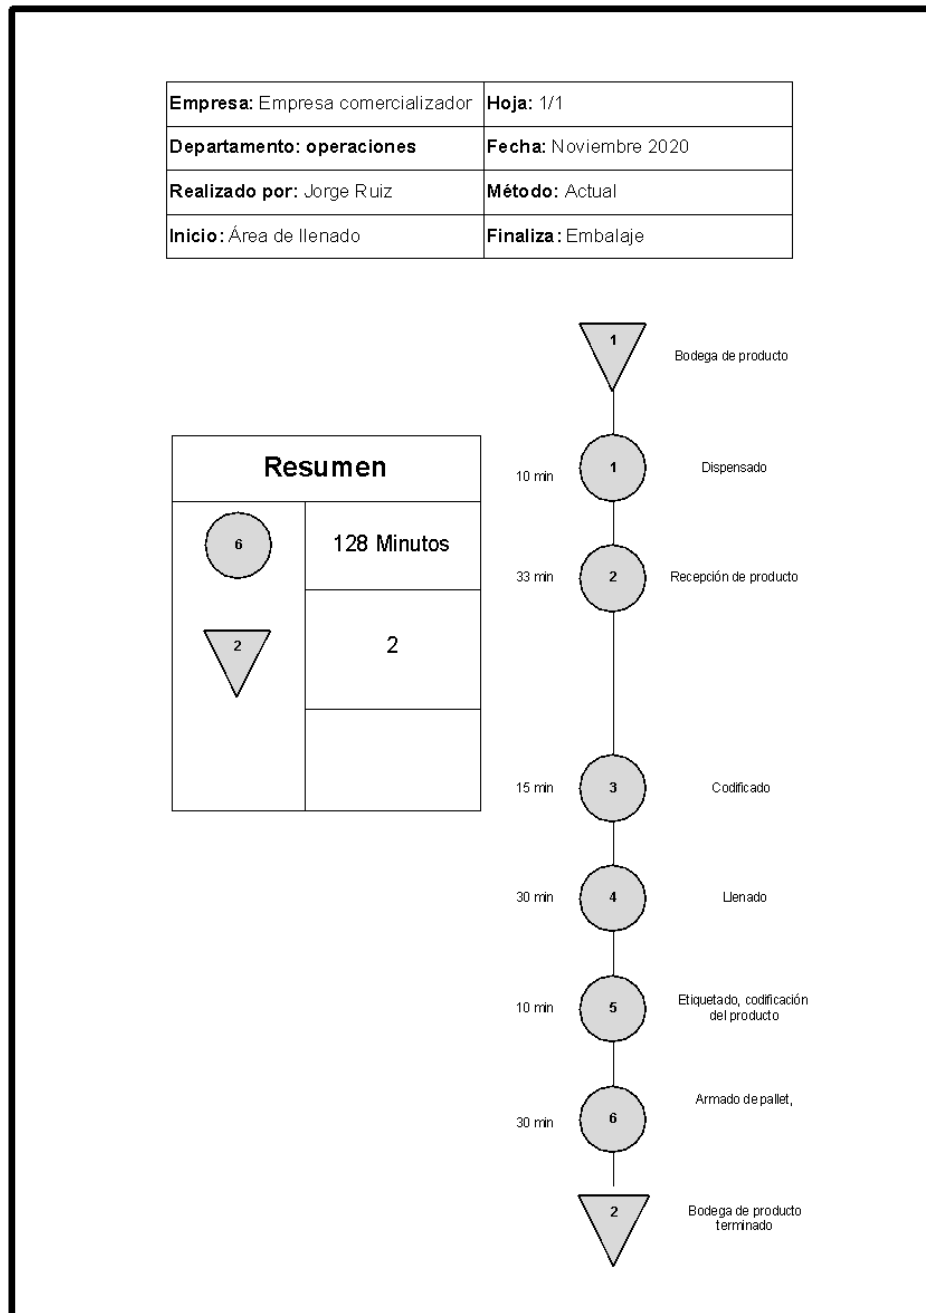 Empresa: Empresa comercializador
Hoja: 1/1
Departamento: operaciones
Fecha: Noviembre 2020
Realizado por: Jorge Ruiz
Método: Actual
Inicio: Área de llenado
Finaliza: Embalaje
1
Bodega de producto
Resumen
6
128 Minutos
2
2
10 min
1
Dispensado
33 min
2
Recepción de producto
15 min
3
Codificado
30 min
4
Llenado
10 min
5
Etiquetado, codificación
del producto
30 min
6
Armado de pallet,
2
Bodega de producto
terminado